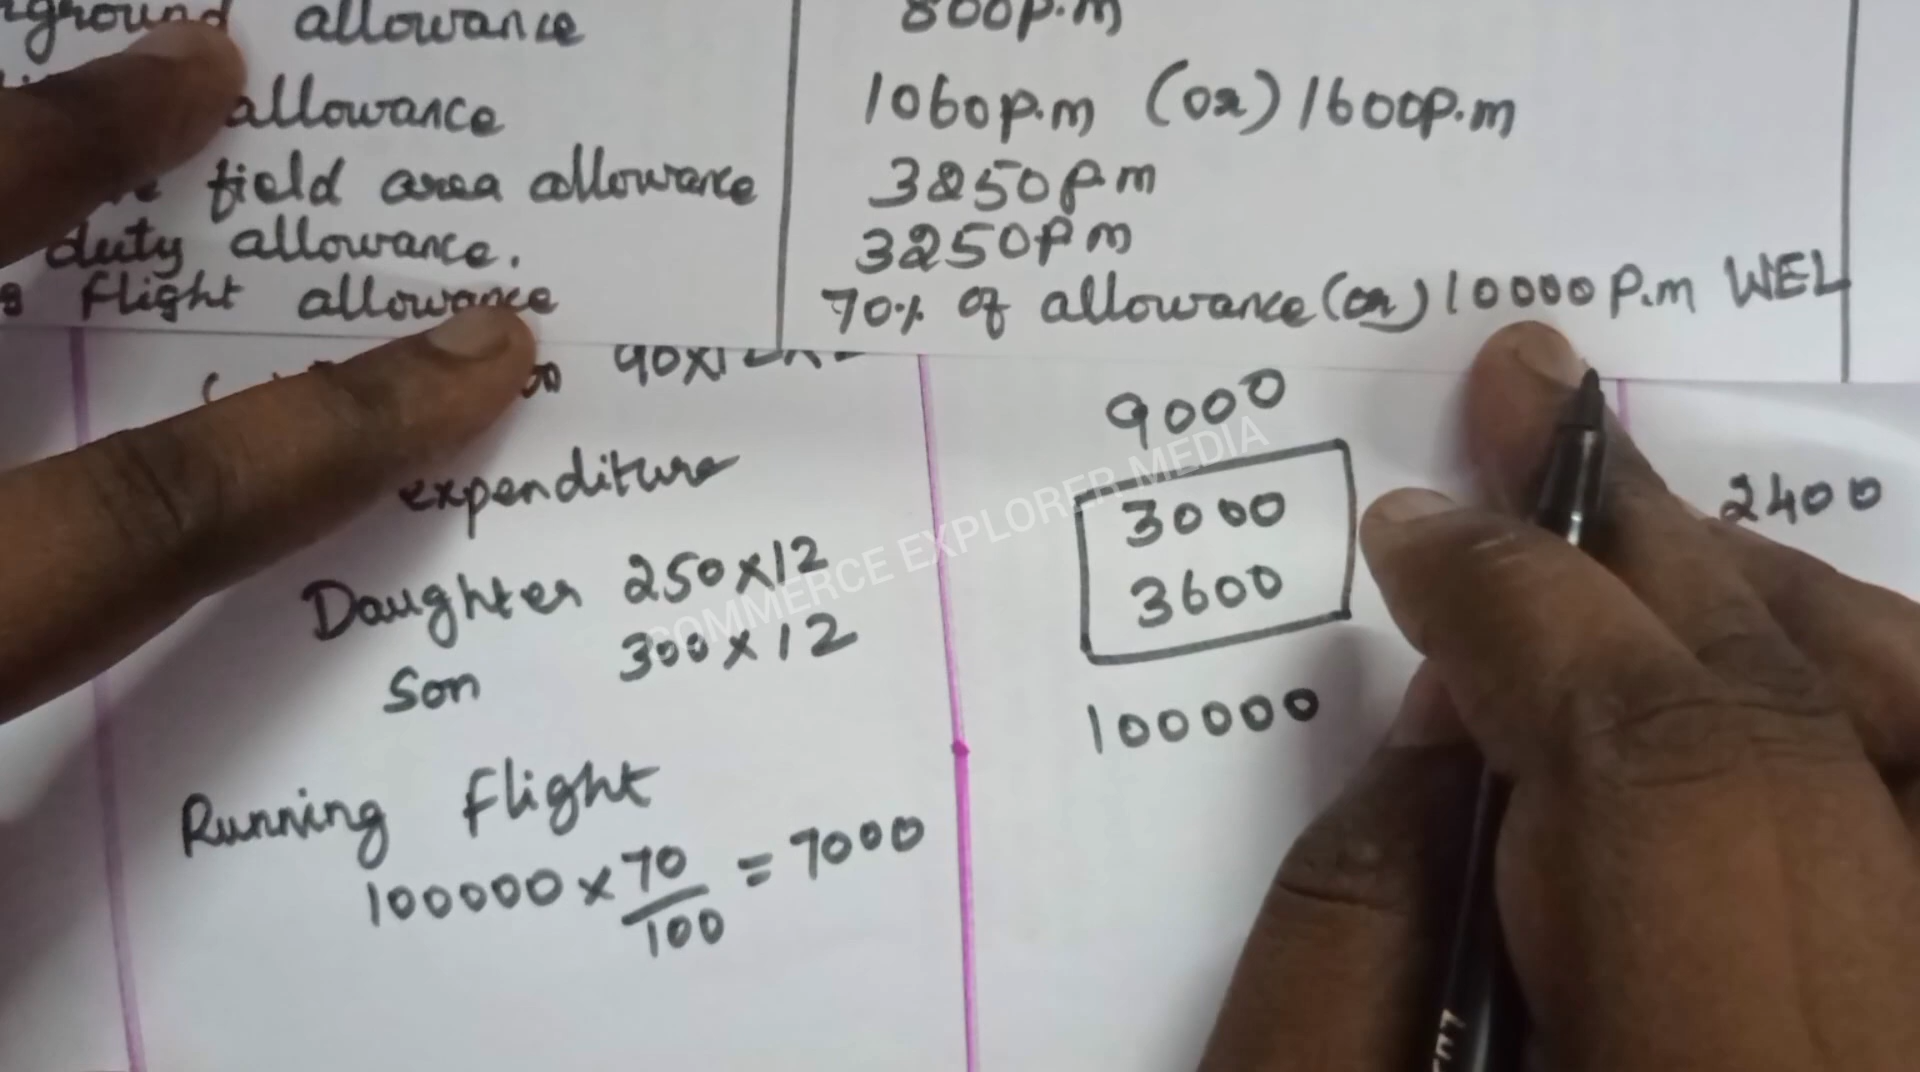 allowance 800p.m
allowance 1060p.m (or) 1600p.m
field area allowance 3250p.m
duty allowance. 3250pm
flight allowance 70% of allowance (or) 10000 P.m WEL
9000
expenditure
3000 2400
Daughter 250x12 3600
Son 300x12
100000
Running flight
100000 x 70/100 = 7000
COMMERCE EXPLORER MEDIA